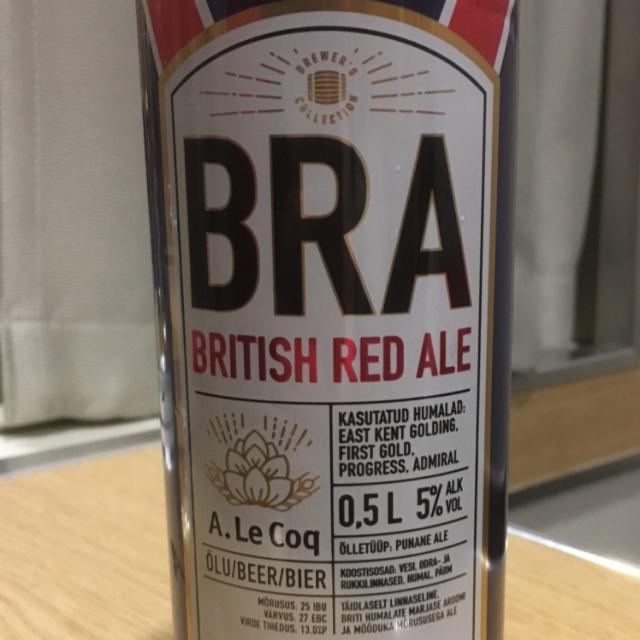 BREWER'S
COLLECTION
BRA
BRITISH RED ALE
KASUTATUD HUMALAD:
EAST KENT GOLDING,
FIRST GOLD,
PROGRESS, ADMIRAL
0,5 L 5% ALK
VOL
A. Le Coq
ÕLU/BEER/BIER
MÕRUSUS: 25 IBU
VÄRVUS: 27 EBC
VIRDE TIHEDUS: 13,0%P
ÕLLETÜÜP: PUNANE ALE
KOOSTISOSAD: VESI, ODRA- JA
RUKKILINNASED, HUMAL, PÄRM
TÄIDLASELT LINNASELINE,
BRITI HUMALATE MARJASE AROOMI
JA MÕÕDUKA MÕRUSUSEGA ALE